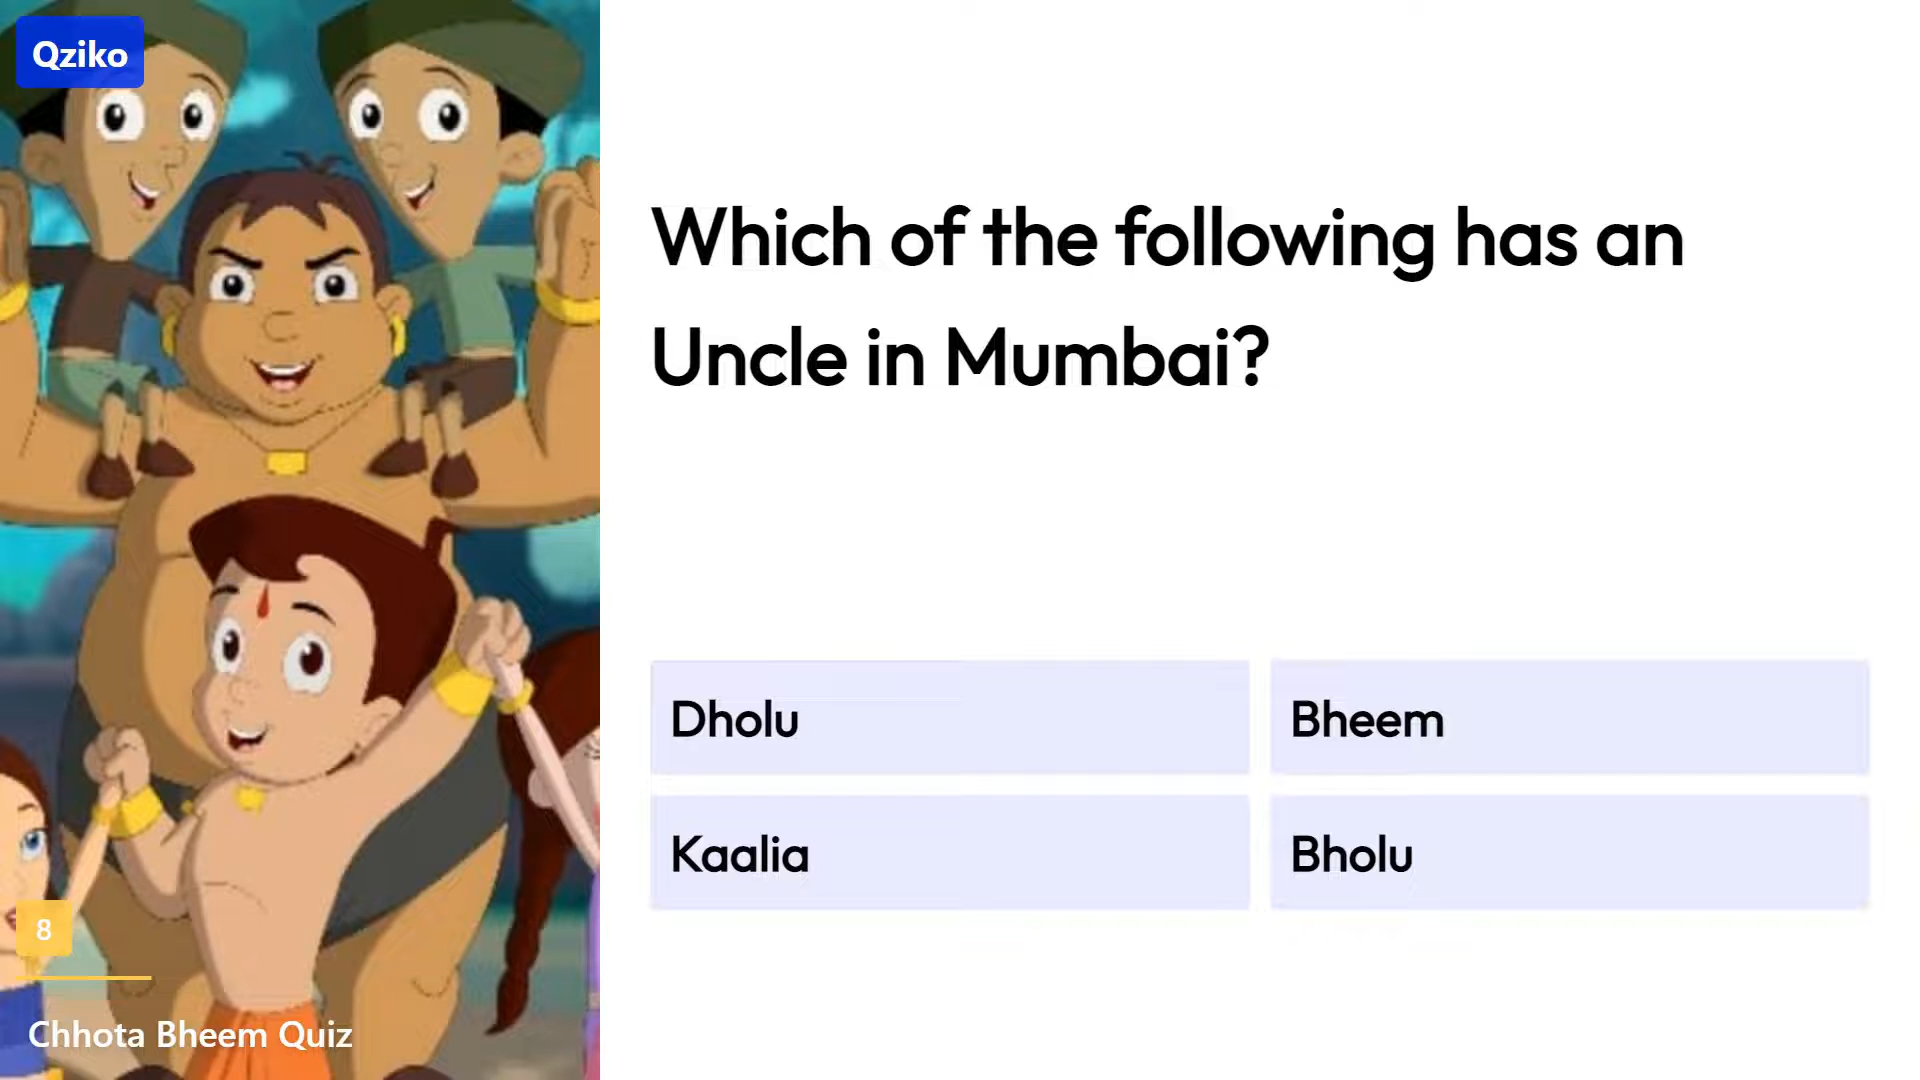 Qziko
Which of the following has an
Uncle in Mumbai?
Dholu
Bheem
Kaalia
Bholu
8
Chhota Bheem Quiz